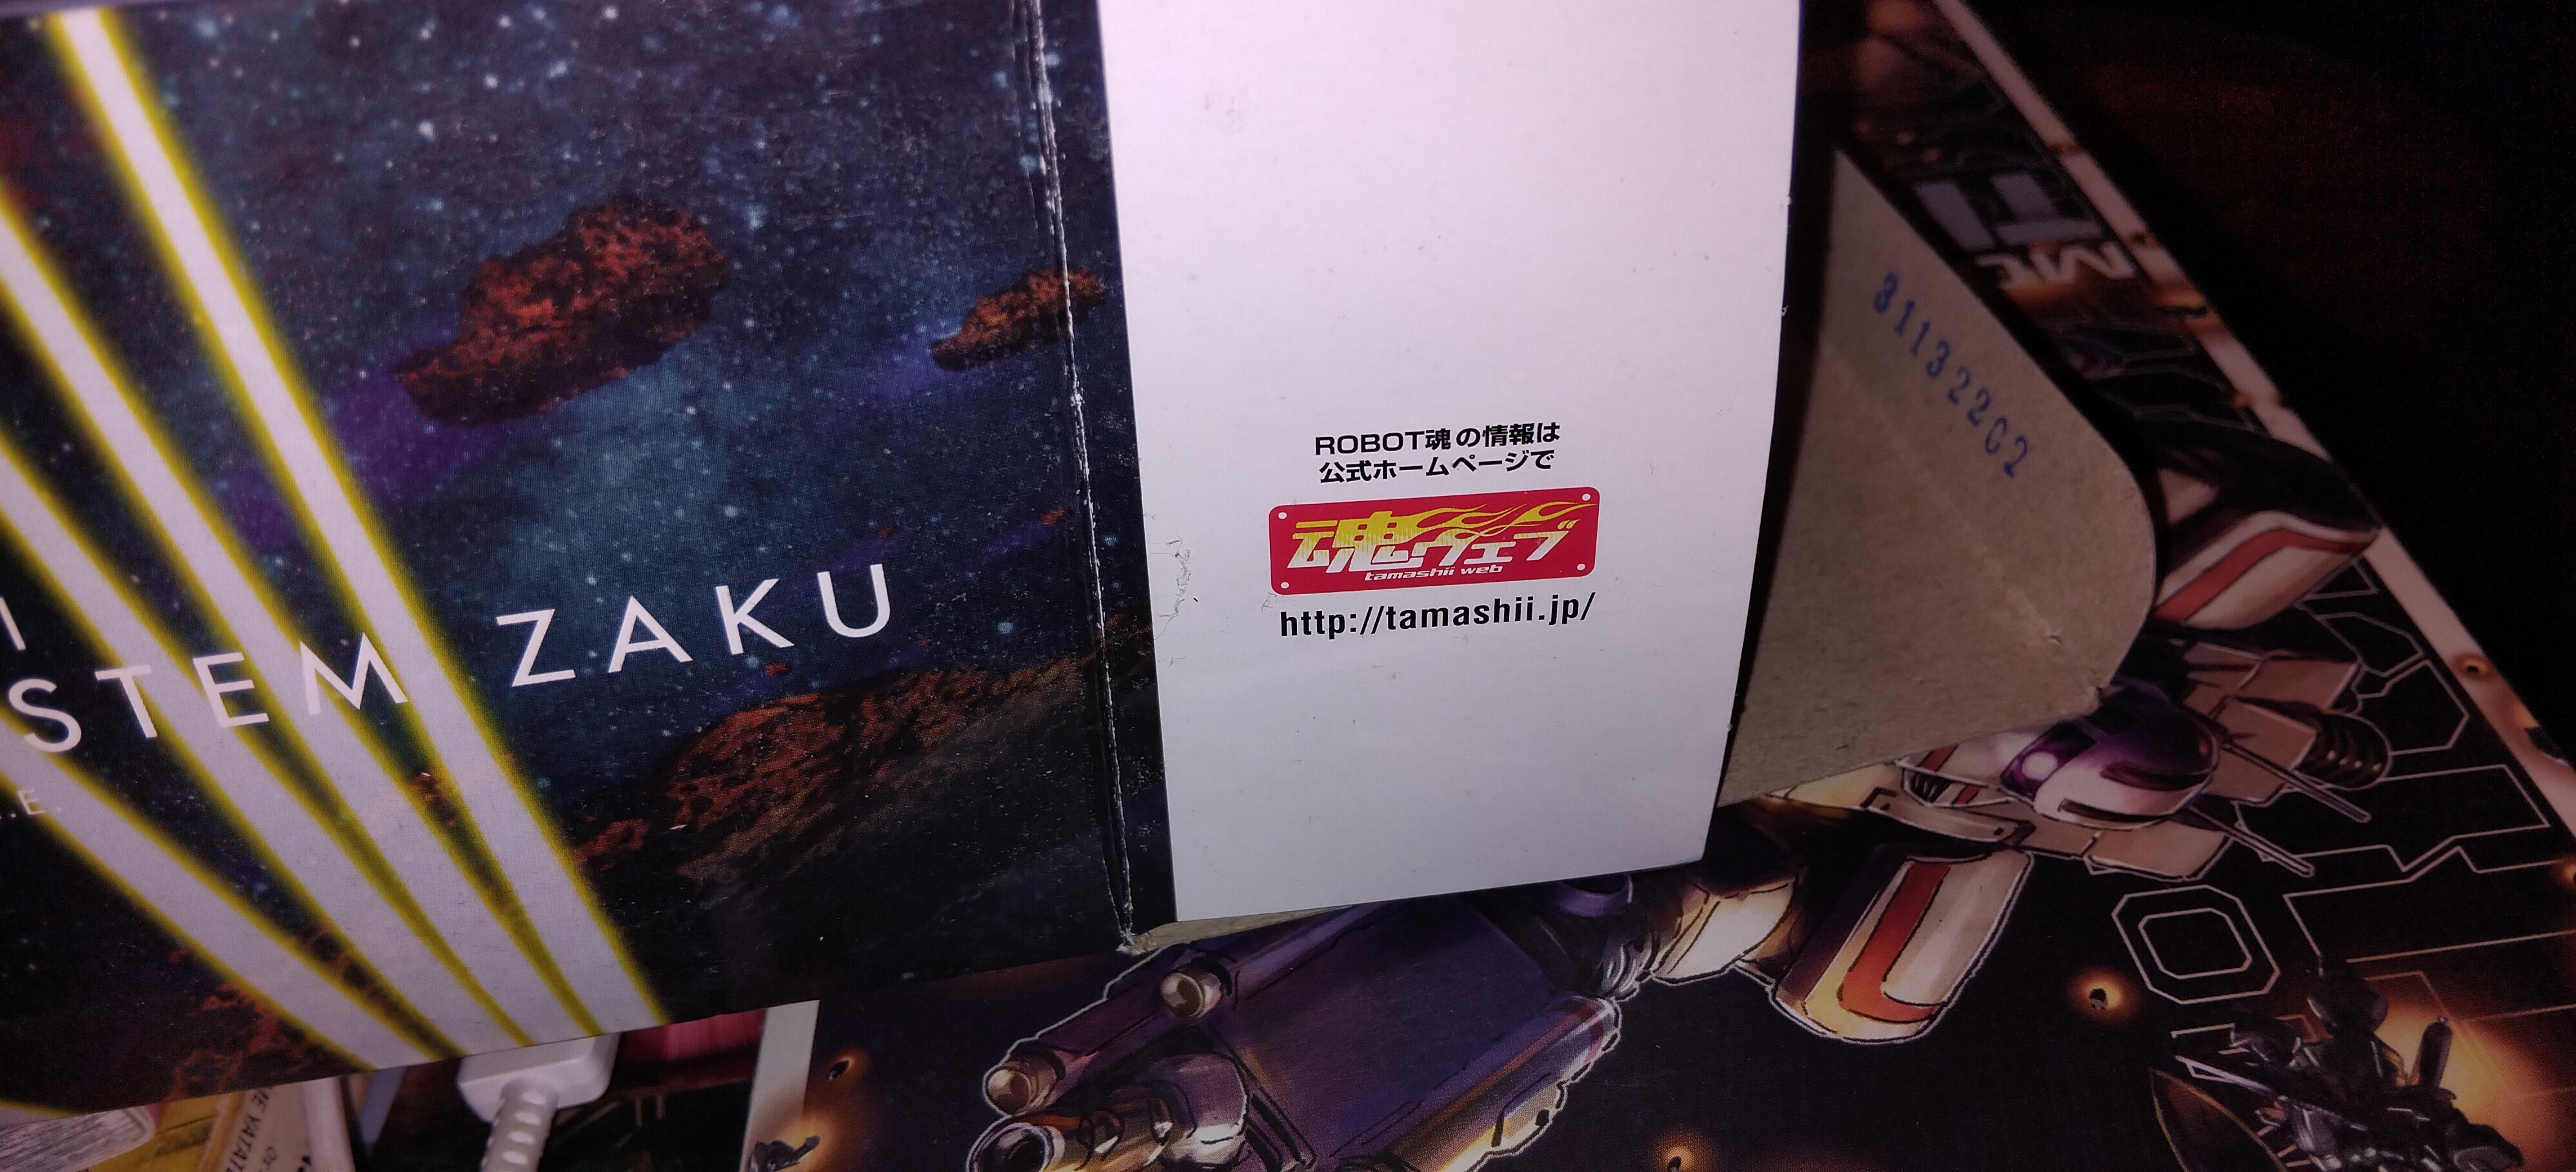 STEM ZAKU
ROBOT魂の情報は
公式ホームページで
魂ウェブ
tamashii web
http://tamashii.jp/
31132202